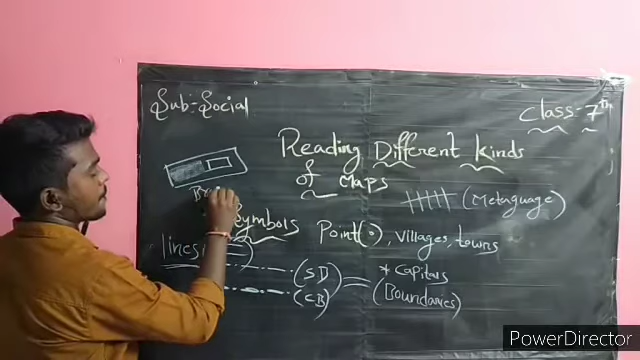 Sub:- Social
Class:- 7th
Reading Different Kinds
of Maps
(Metaguage)
Symbols
Point(•), villages, towns
lines
(SD)
* Capitals
(CB)
(Boundaries)
PowerDirector